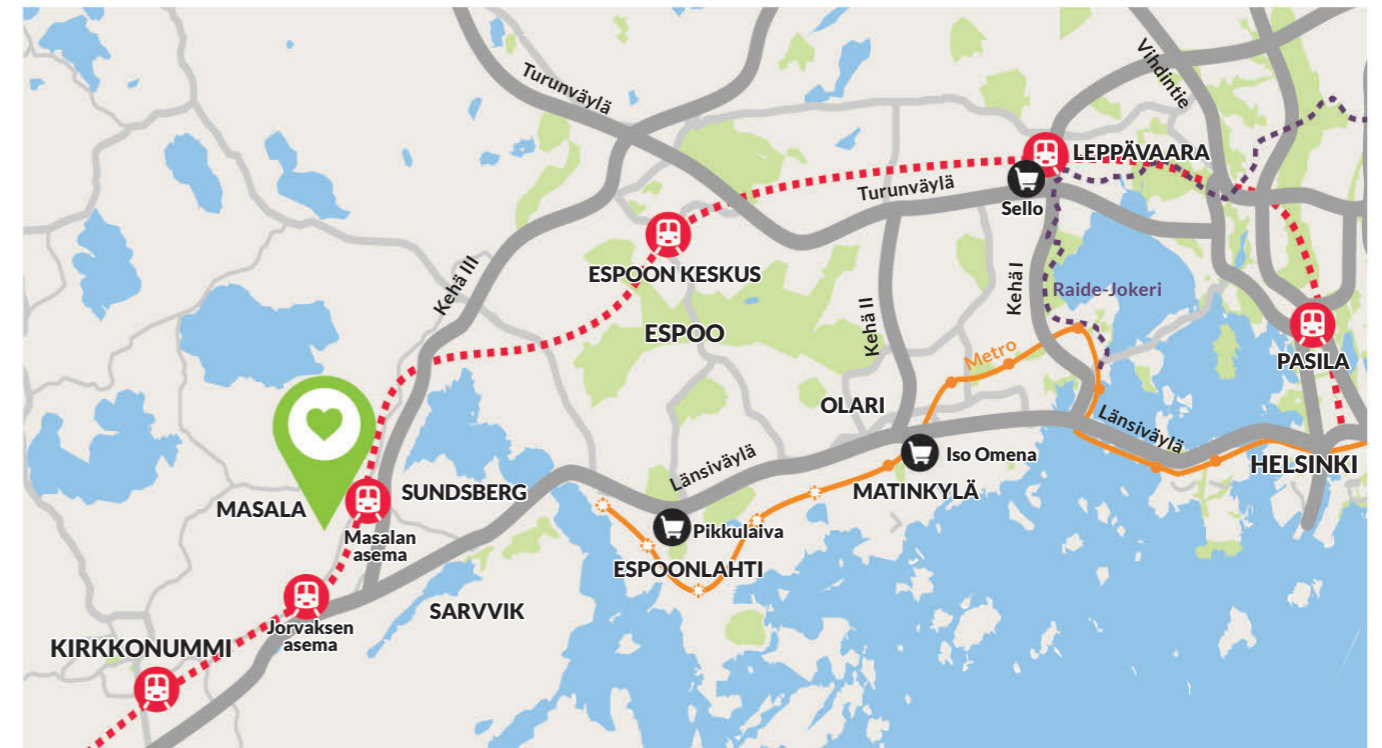 Turunväylä
Vihdintie
LEPPÄVAARA
Turunväylä
Sello
ESPOON KESKUS
Kehä III
Kehä I
Raide-Jokeri
Kehä II
ESPOO
Metro
PASILA
OLARI
Länsiväylä
Iso Omena
HELSINKI
Länsiväylä
MATINKYLÄ
SUNDSBERG
MASALA
Masalan
asema
Pikkulaiva
ESPOONLAHTI
SARVVIK
Jorvaksen
asema
KIRKKONUMMI